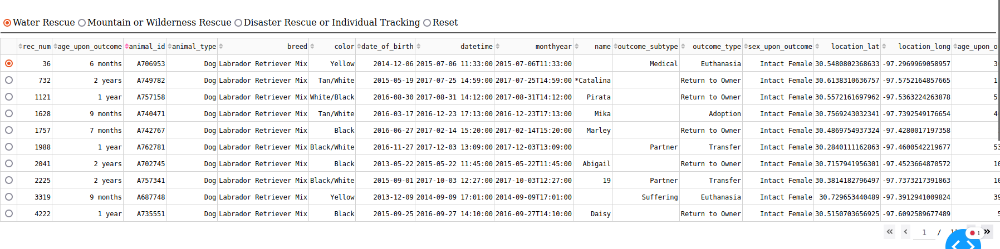 Water Rescue Mountain or Wilderness Rescue Disaster Rescue or Individual Tracking Reset
rec_num age_upon_outcome animal_id animal_type breed color date_of_birth datetime monthyear name outcome_subtype outcome_type sex_upon_outcome location_lat location_long age_upon_o
36 6 months A706953 Dog Labrador Retriever Mix Yellow 2014-12-06 2015-07-06 11:33:00 2015-07-06T11:33:00 Medical Euthanasia Intact Female 30.5480802368633 -97.2969969058957
732 2 years A749782 Dog Labrador Retriever Mix Tan/White 2015-05-19 2017-07-25 14:59:00 2017-07-25T14:59:00 *Catalina Return to Owner Intact Female 30.6138310636757 -97.5752164857665
1121 1 year A757158 Dog Labrador Retriever Mix White/Black 2016-08-30 2017-08-31 14:12:00 2017-08-31T14:12:00 Pirata Return to Owner Intact Female 30.5572161697962 -97.5363224263878
1628 9 months A740471 Dog Labrador Retriever Mix Tan/White 2016-03-17 2016-12-23 17:13:00 2016-12-23T17:13:00 Mika Adoption Intact Female 30.7569243032341 -97.7392549176654
1757 7 months A742767 Dog Labrador Retriever Mix Black 2016-06-27 2017-02-14 15:20:00 2017-02-14T15:20:00 Marley Return to Owner Intact Female 30.4869754937324 -97.4280017197358
1988 1 year A762781 Dog Labrador Retriever Mix Black/White 2016-11-27 2017-12-03 13:09:00 2017-12-03T13:09:00 Partner Transfer Intact Female 30.2840111162863 -97.4600542219677 53
2041 2 years A702745 Dog Labrador Retriever Mix Black 2013-05-22 2015-05-22 11:45:00 2015-05-22T11:45:00 Abigail Return to Owner Intact Female 30.7157941956301 -97.4523664870572 10
2225 2 years A757341 Dog Labrador Retriever Mix Black/White 2015-09-01 2017-10-03 12:27:00 2017-10-03T12:27:00 19 Partner Transfer Intact Female 30.3814182796497 -97.7373217391863 10
3319 9 months A687748 Dog Labrador Retriever Mix Yellow 2013-12-09 2014-09-09 17:01:00 2014-09-09T17:01:00 Suffering Euthanasia Intact Female 30.729653440489 -97.3912941009824 39
4222 1 year A735551 Dog Labrador Retriever Mix Black 2015-09-25 2016-09-27 14:10:00 2016-09-27T14:10:00 Daisy Return to Owner Intact Female 30.5150703656925 -97.6092589677489
1 / 1